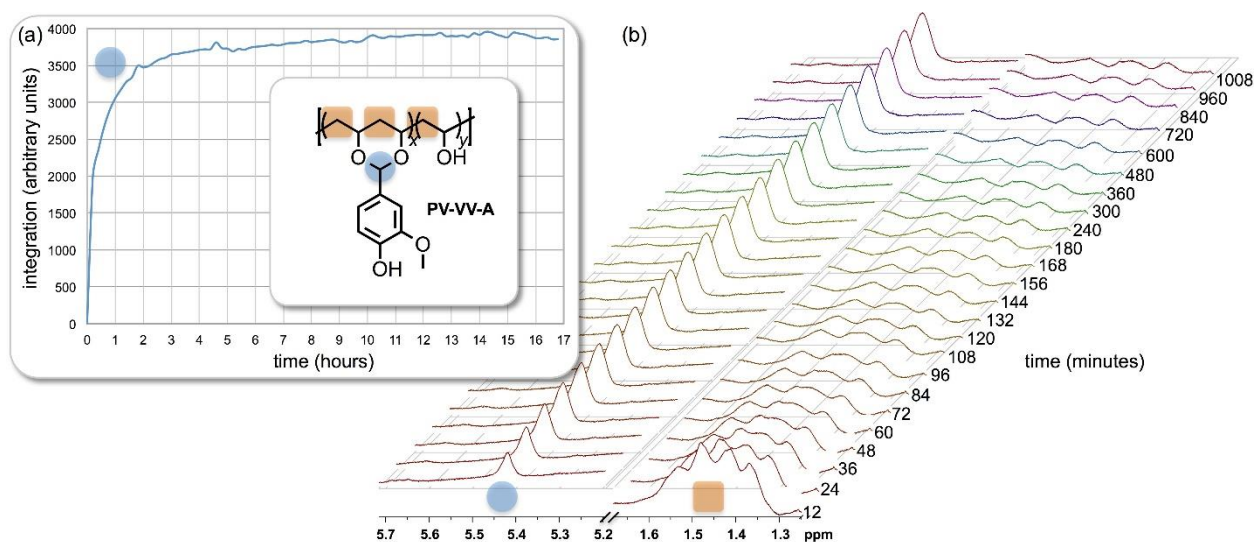 (a)
4000
3500
3000
2500
2000
1500
1000
500
0
integration (arbitrary units)
0 1 2 3 4 5 6 7 8 9 10 11 12 13 14 15 16 17
time (hours)
x y
O O OH
PV-VV-A
O
OH
(b)
1008
960
840
720
600
480
360
300
240
180
168
156
144
132
120
108
96
84
72
60
48
36
24
12
time (minutes)
5.7 5.6 5.5 5.4 5.3 5.2 1.6 1.5 1.4 1.3 ppm